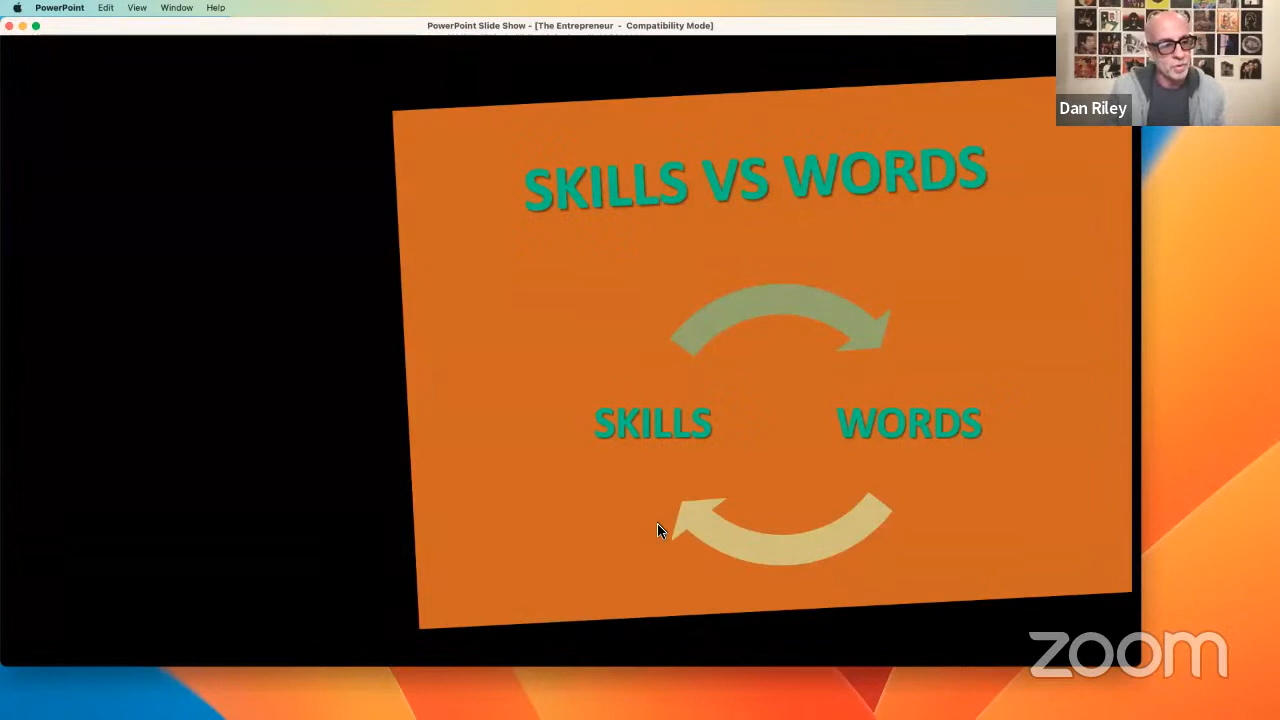 PowerPoint Edit View Window Help
PowerPoint Slide Show - [The Entrepreneur - Compatibility Mode]
Dan Riley
SKILLS VS WORDS
SKILLS WORDS
zoom